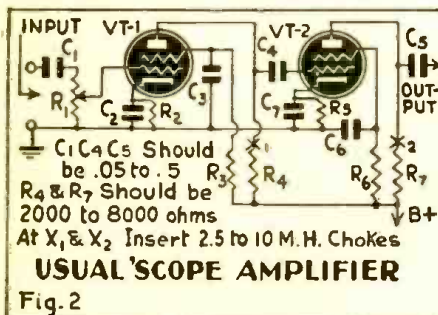 INPUT VT-1 VT-2
C1 C4 C5
R1 C2 R2 C3 C7 R5 OUT-PUT
C6
C1 C4 C5 Should
be .05 to .5 R3 1 R4 R6 2 R7
R4 & R7 Should be
2000 to 8000 ohms
B+
At X1 & X2 Insert 2.5 to 10 M.H. Chokes
USUAL 'SCOPE AMPLIFIER
Fig. 2